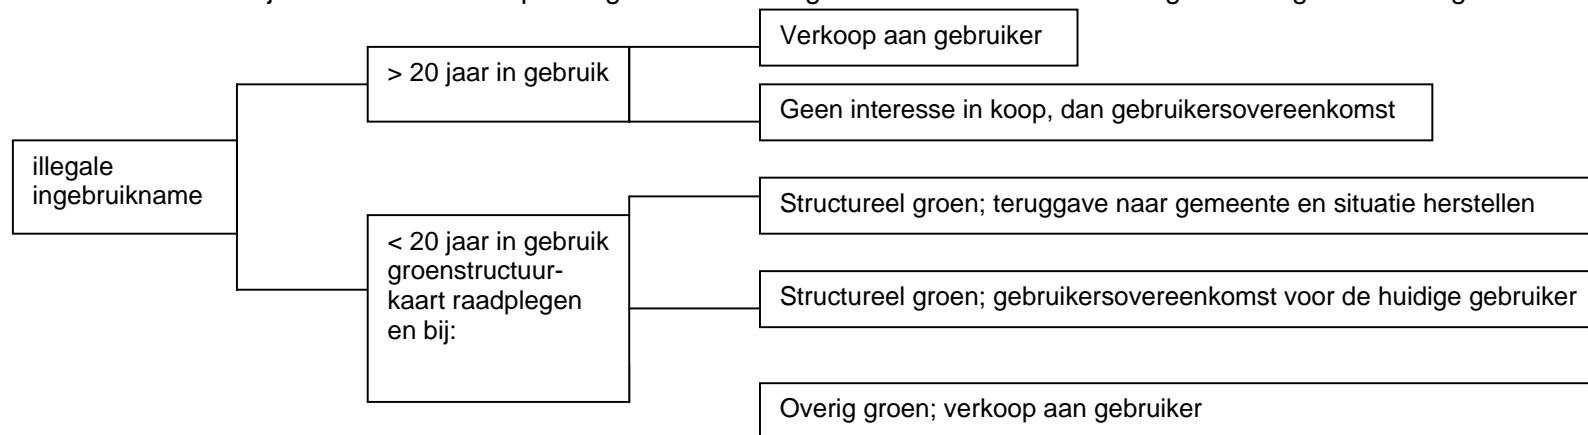 Verkoop aan gebruiker
> 20 jaar in gebruik
Geen interesse in koop, dan gebruikersovereenkomst
illegale
ingebruikname
Structureel groen; teruggave naar gemeente en situatie herstellen
< 20 jaar in gebruik
groenstructuur-
kaart raadplegen
en bij:
Structureel groen; gebruikersovereenkomst voor de huidige gebruiker
Overig groen; verkoop aan gebruiker